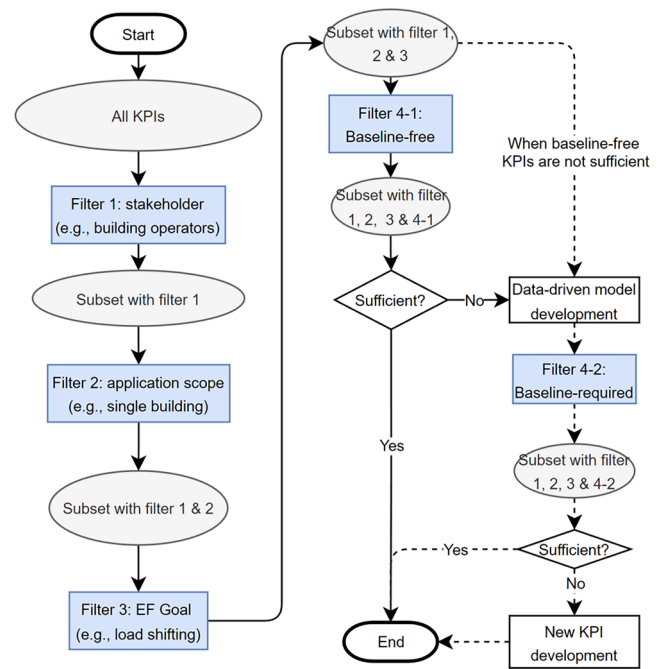 Start
All KPIs
Filter 1: stakeholder
(e.g., building operators)
Subset with filter 1
Filter 2: application scope
(e.g., single building)
Subset with filter 1 & 2
Filter 3: EF Goal
(e.g., load shifting)
Subset with filter 1,
2 & 3
Filter 4-1:
Baseline-free
Subset with filter
1, 2, 3 & 4-1
Sufficient?
No
Yes
When baseline-free
KPIs are not sufficient
Data-driven model
development
Filter 4-2:
Baseline-required
Subset with filter
1, 2, 3 & 4-2
Sufficient?
Yes
No
New KPI
development
End